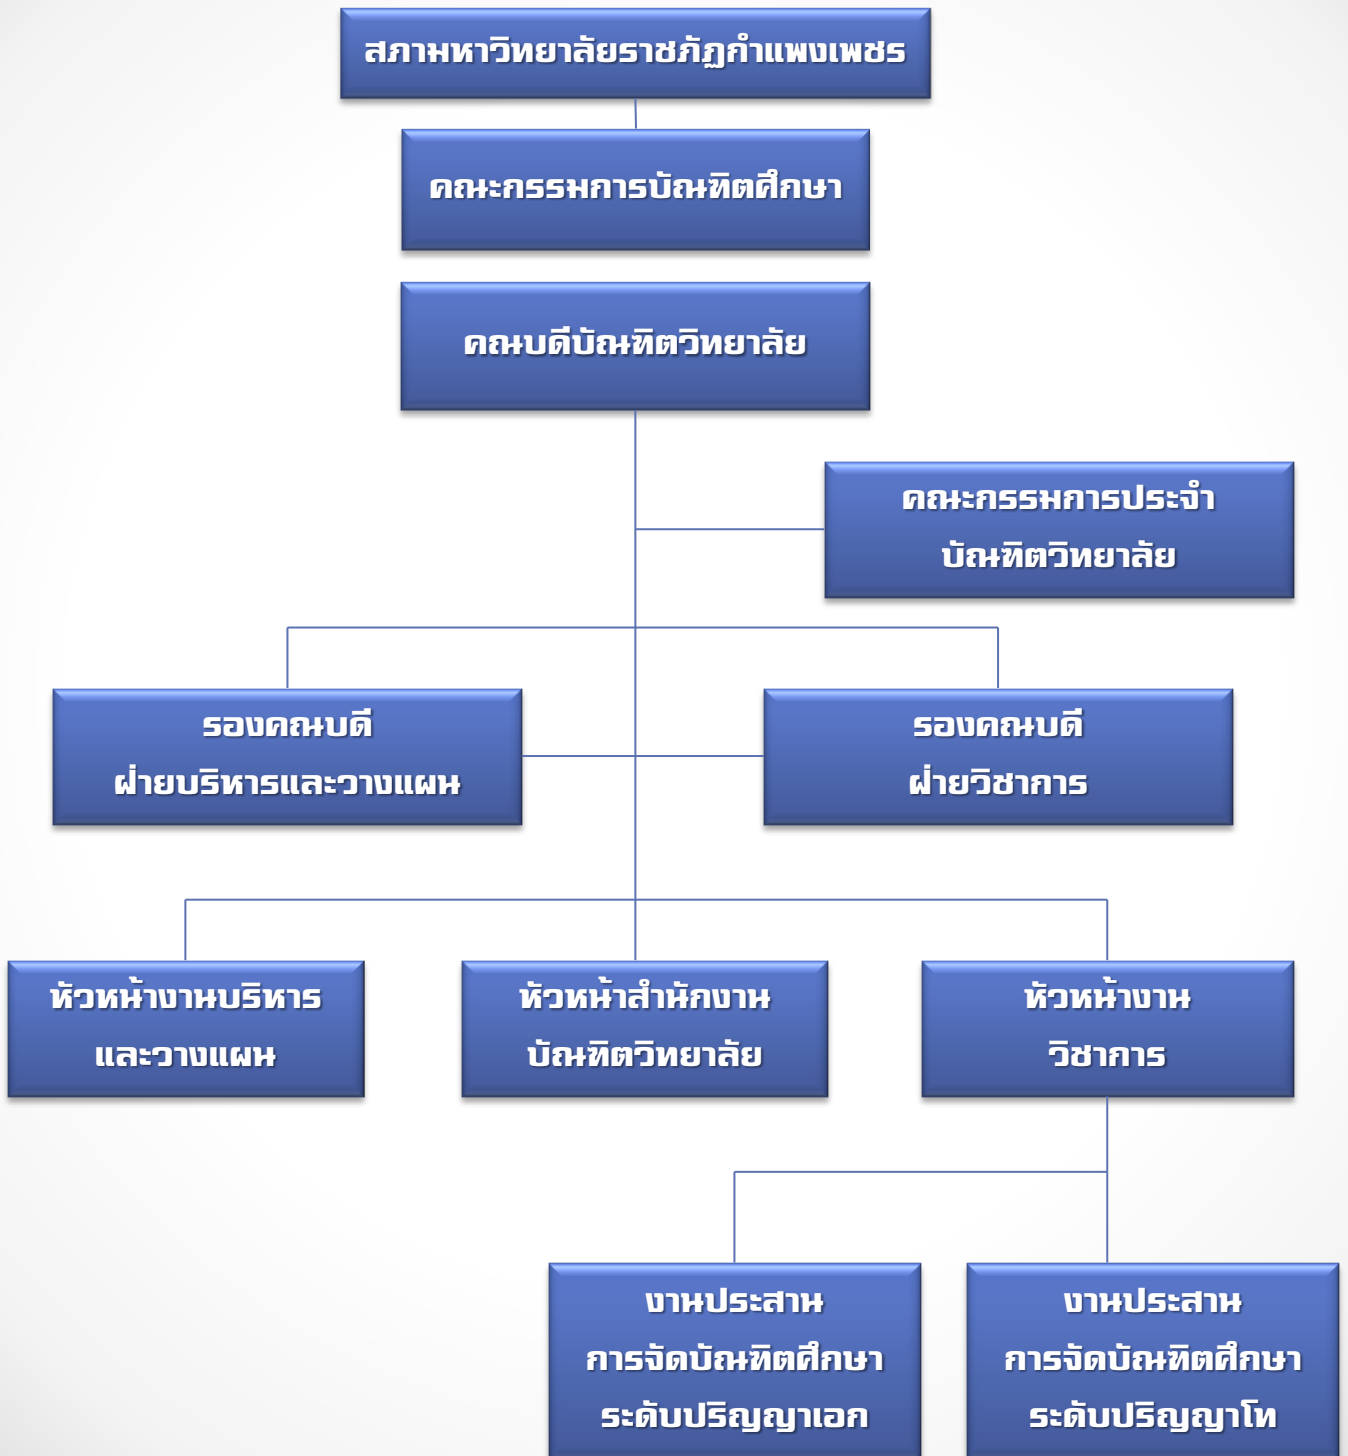 สภามหาวิทยาลัยราชภัฏกำแพงเพชร
คณะกรรมการบัณฑิตศึกษา
คณบดีบัณฑิตวิทยาลัย
คณะกรรมการประจำ
บัณฑิตวิทยาลัย
รองคณบดี
ฝ่ายบริหารและวางแผน
รองคณบดี
ฝ่ายวิชาการ
หัวหน้างานบริหาร
และวางแผน
หัวหน้าสำนักงาน
บัณฑิตวิทยาลัย
หัวหน้างาน
วิชาการ
งานประสาน
การจัดบัณฑิตศึกษา
ระดับปริญญาเอก
งานประสาน
การจัดบัณฑิตศึกษา
ระดับปริญญาโท